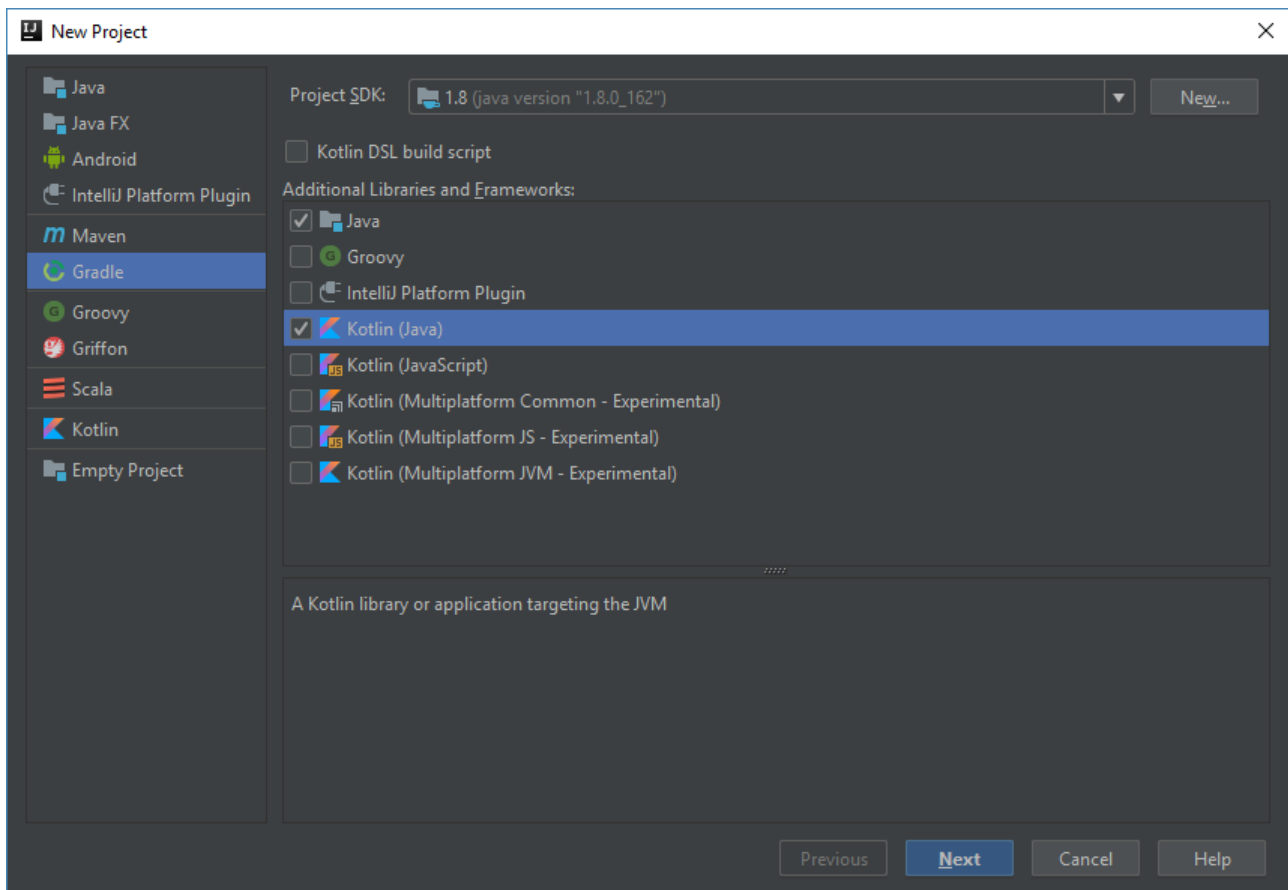 New Project
Java
Java FX
Android
IntelliJ Platform Plugin
Maven
Gradle
Groovy
Griffon
Scala
Kotlin
Empty Project
Project SDK: 1.8 (java version "1.8.0_162") New...
Kotlin DSL build script
Additional Libraries and Frameworks:
Java
Groovy
IntelliJ Platform Plugin
Kotlin (Java)
Kotlin (JavaScript)
Kotlin (Multiplatform Common - Experimental)
Kotlin (Multiplatform JS - Experimental)
Kotlin (Multiplatform JVM - Experimental)
A Kotlin library or application targeting the JVM
Previous Next Cancel Help